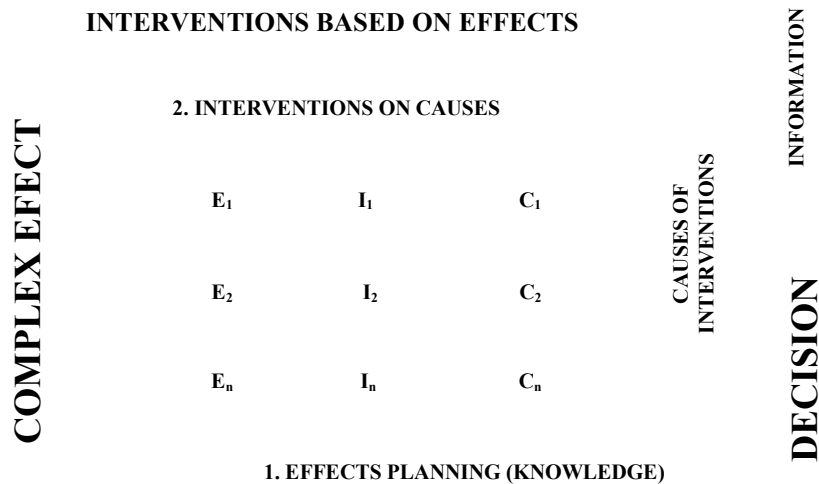 INTERVENTIONS BASED ON EFFECTS
INFORMATION
2. INTERVENTIONS ON CAUSES
COMPLEX EFECT
E₁ I₁ C₁
E₂ I₂ C₂
Eₙ Iₙ Cₙ
CAUSES OF
INTERVENTIONS
DECISION
1. EFFECTS PLANNING (KNOWLEDGE)